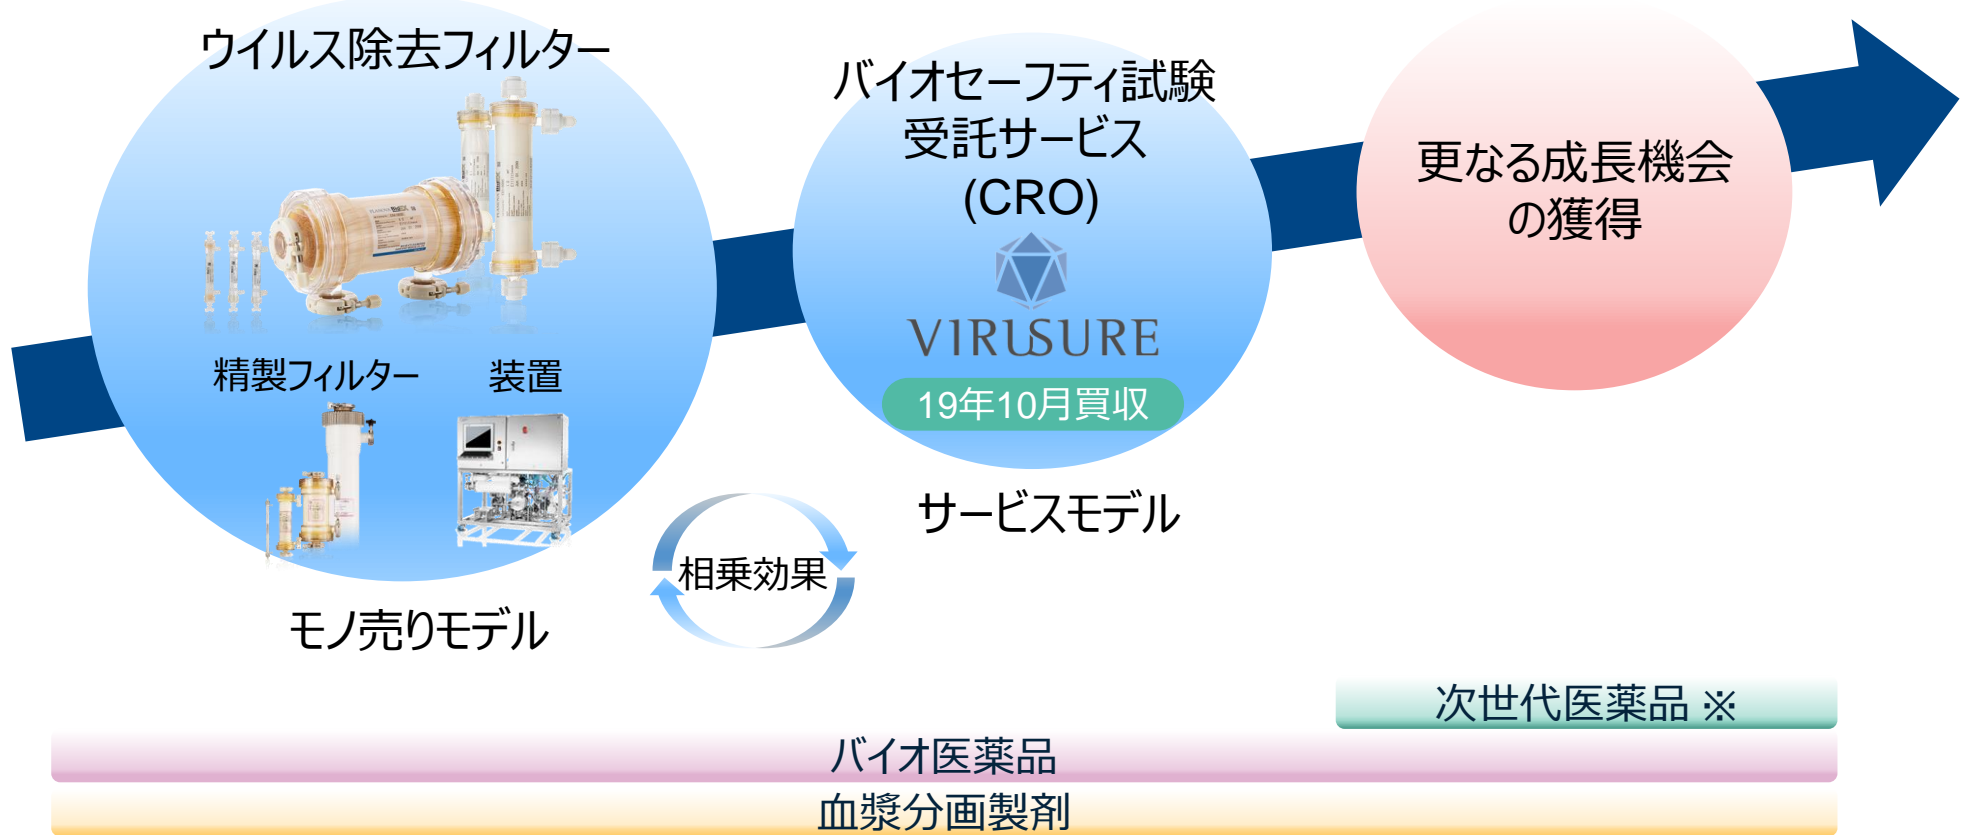 ウイルス除去フィルター
精製フィルター
装置
モノ売りモデル
相乗効果
バイオセーフティ試験
受託サービス
(CRO)
VIRUSURE
19年10月買収
サービスモデル
更なる成長機会
の獲得
次世代医薬品 ※
バイオ医薬品
血漿分画製剤